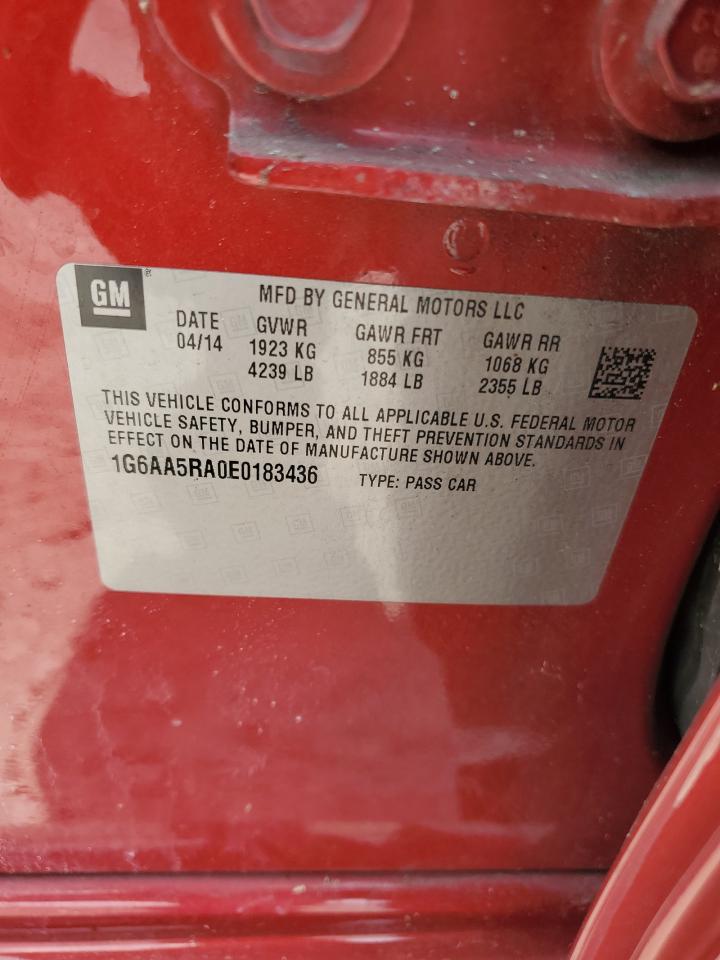 GM ®
MFD BY GENERAL MOTORS LLC
DATE GVWR GAWR FRT GAWR RR
04/14 1923 KG 855 KG 1068 KG
4239 LB 1884 LB 2355 LB
THIS VEHICLE CONFORMS TO ALL APPLICABLE U.S. FEDERAL MOTOR
VEHICLE SAFETY, BUMPER, AND THEFT PREVENTION STANDARDS IN
EFFECT ON THE DATE OF MANUFACTURE SHOWN ABOVE.
1G6AA5RA0E0183436 TYPE: PASS CAR